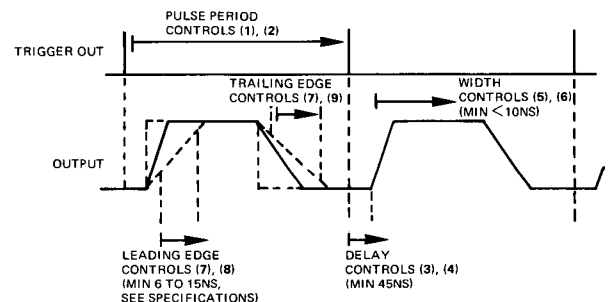 PULSE PERIOD
CONTROLS (1), (2)
TRIGGER OUT
TRAILING EDGE
CONTROLS (7), (9)
WIDTH
CONTROLS (5), (6)
(MIN <10NS)
OUTPUT
LEADING EDGE
CONTROLS (7), (8)
(MIN 6 TO 15NS,
SEE SPECIFICATIONS)
DELAY
CONTROLS (3), (4)
(MIN 45NS)